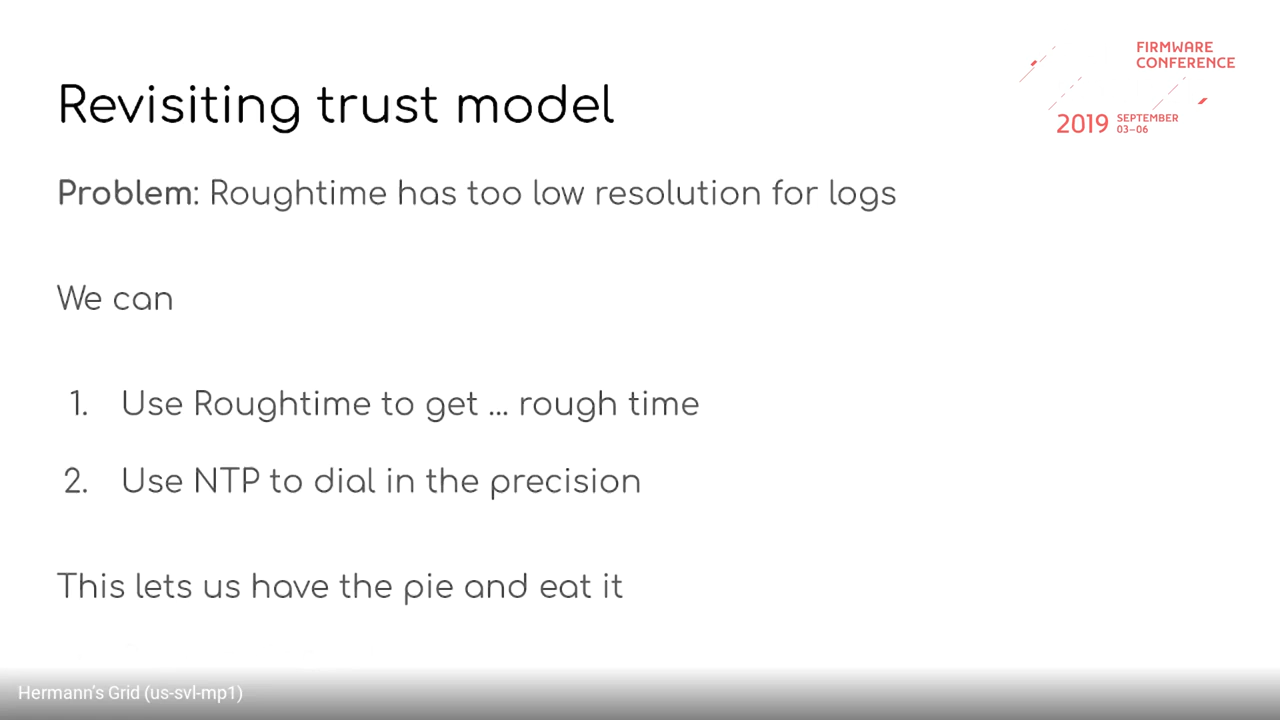 FIRMWARE
CONFERENCE
2019 SEPTEMBER
03–06
Revisiting trust model
Problem: Roughtime has too low resolution for logs
We can
1. Use Roughtime to get ... rough time
2. Use NTP to dial in the precision
This lets us have the pie and eat it
Hermann's Grid (us-svl-mp1)